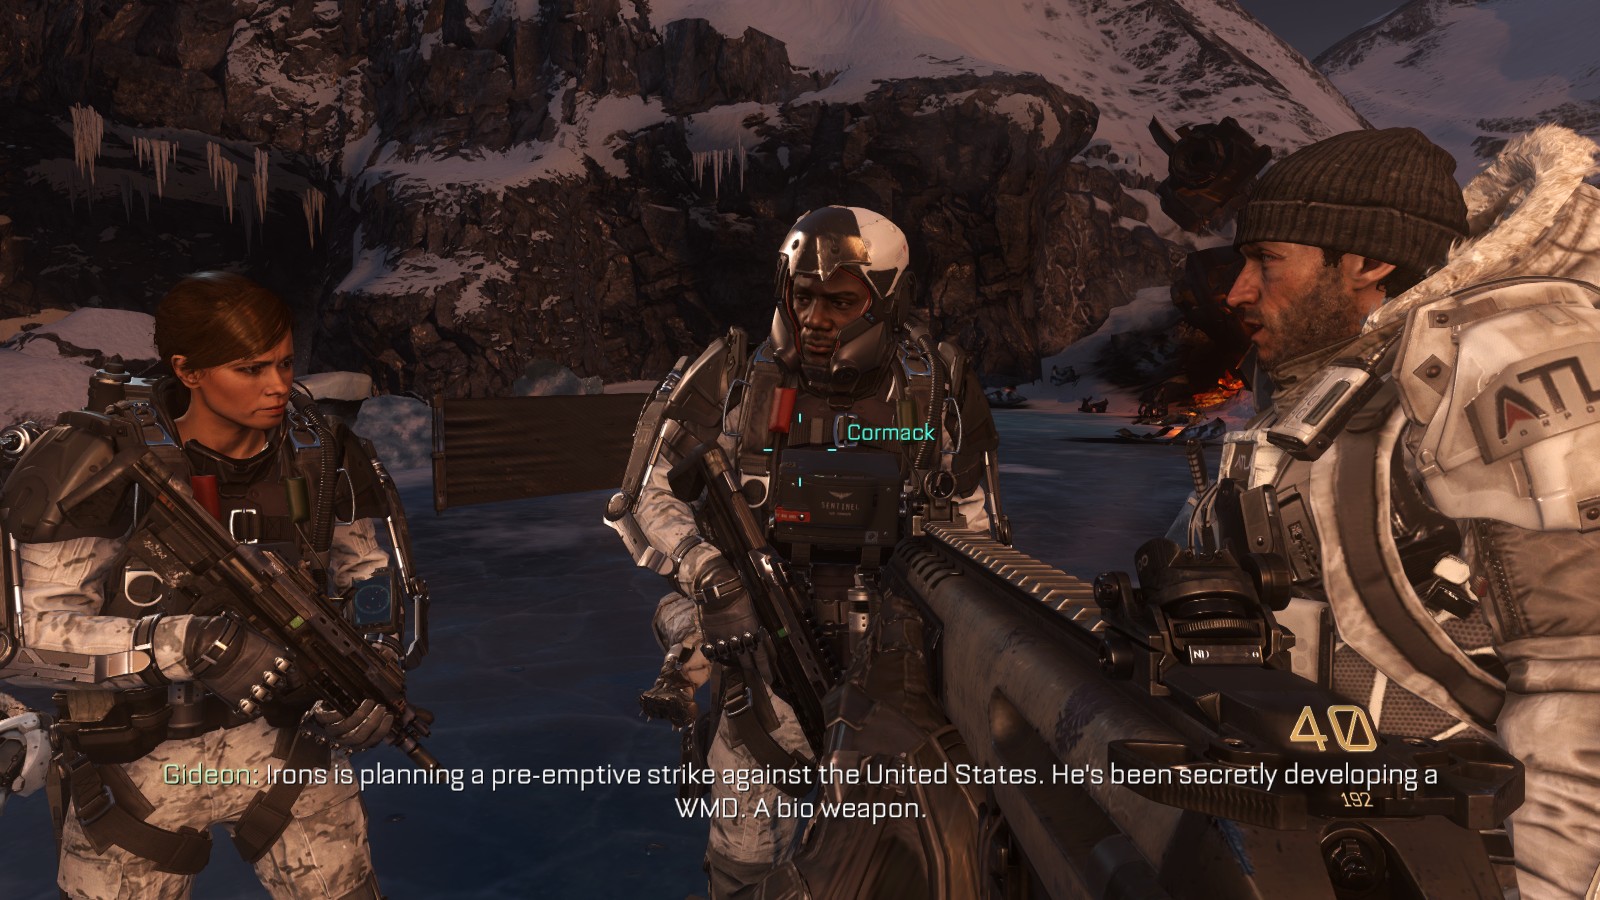 ATL
Cormack
SENTINEL
40
Gideon: Irons is planning a pre-emptive strike against the United States. He's been secretly developing a
192
WMD. A bio weapon.